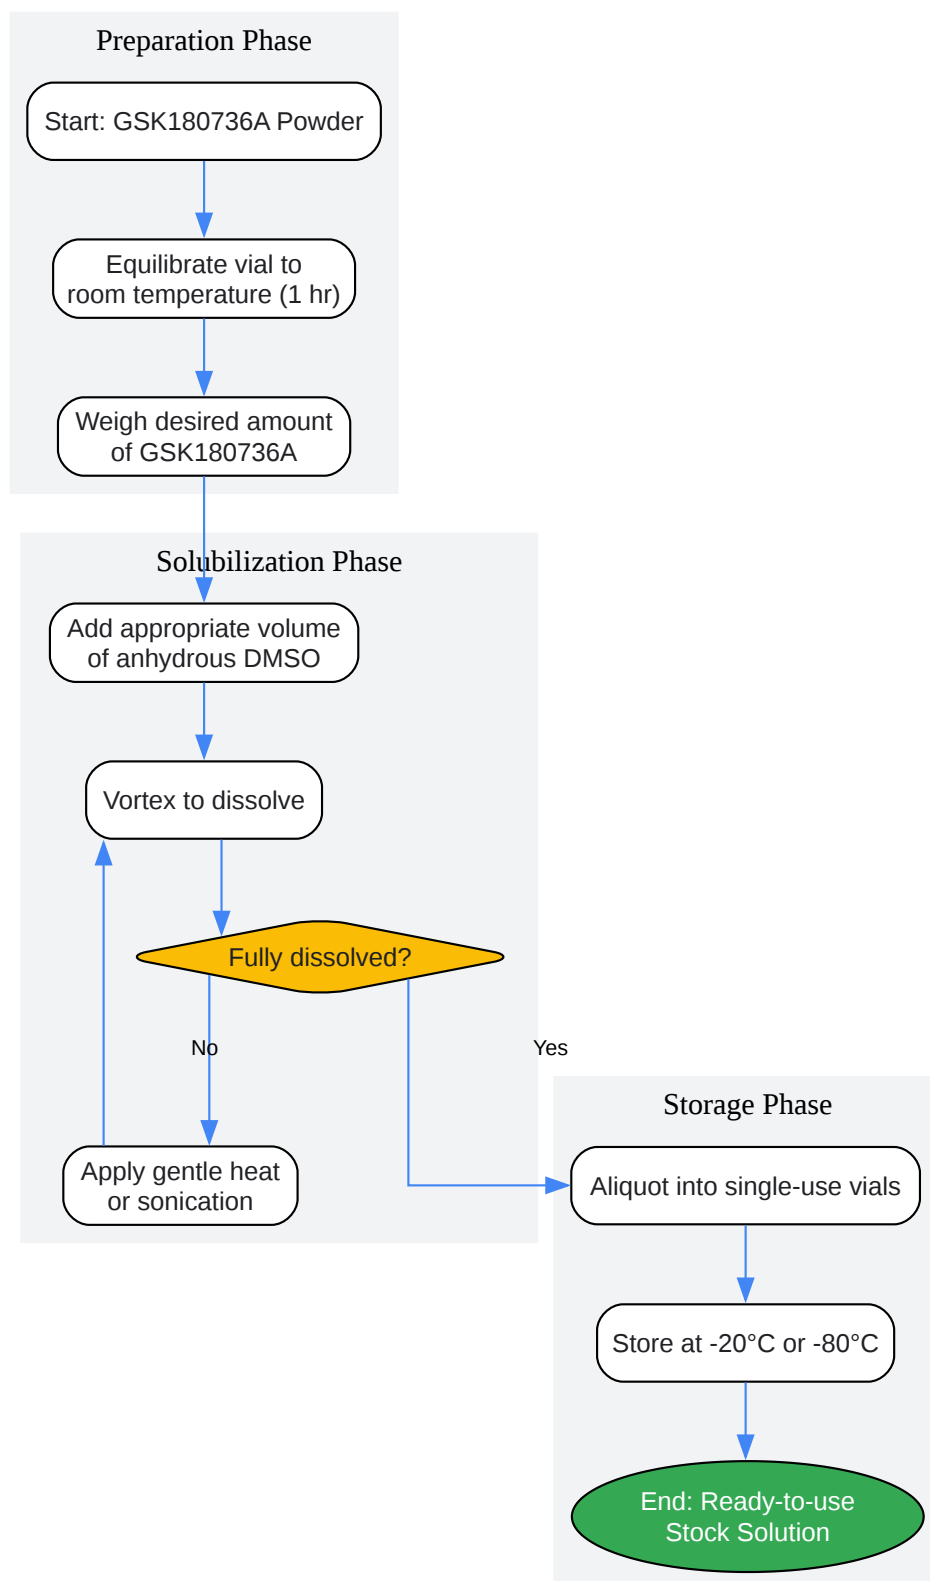 Preparation Phase
Start: GSK180736A Powder
Equilibrate vial to
room temperature (1 hr)
Weigh desired amount
of GSK180736A
Solubilization Phase
Add appropriate volume
of anhydrous DMSO
Vortex to dissolve
Fully dissolved?
No
Yes
Apply gentle heat
or sonication
Storage Phase
Aliquot into single-use vials
Store at -20°C or -80°C
End: Ready-to-use
Stock Solution